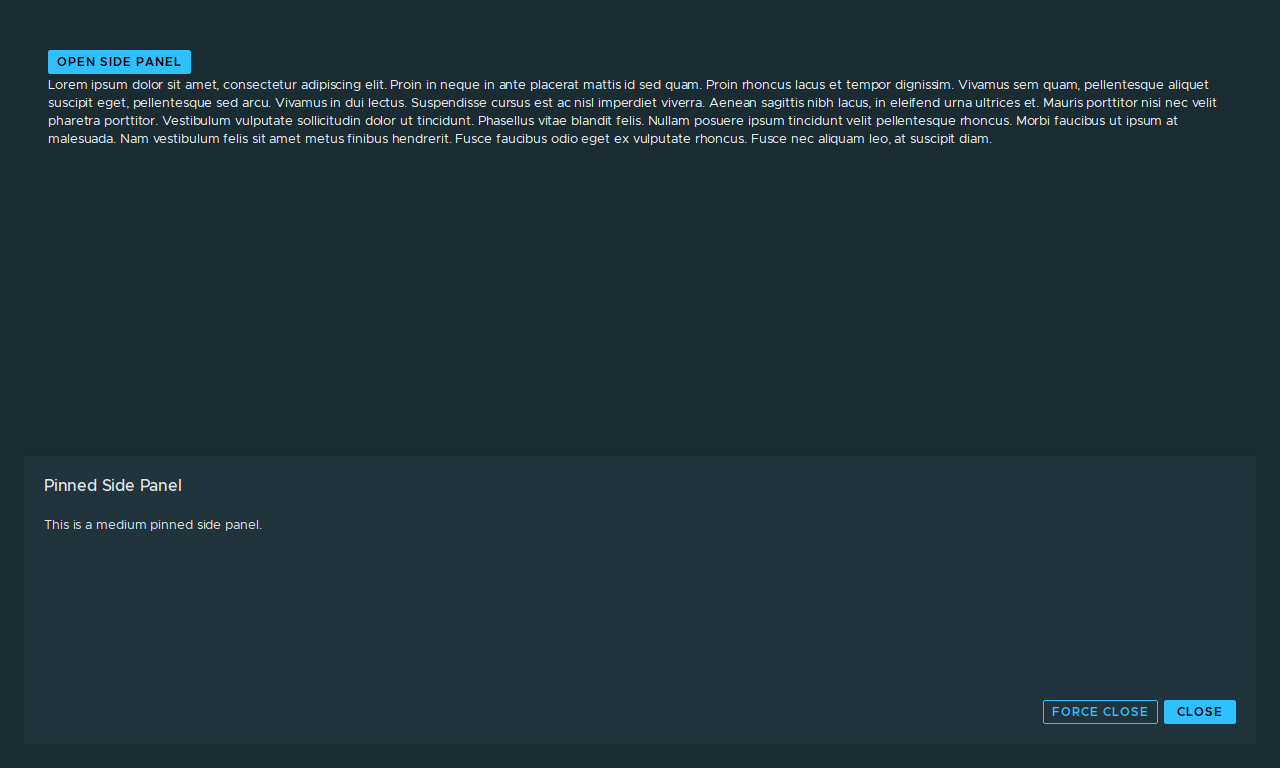 OPEN SIDE PANEL
Lorem ipsum dolor sit amet, consectetur adipiscing elit. Proin in neque in ante placerat mattis id sed quam. Proin rhoncus lacus et tempor dignissim. Vivamus sem quam, pellentesque aliquet
suscipit eget, pellentesque sed arcu. Vivamus in dui lectus. Suspendisse cursus est ac nisl imperdiet viverra. Aenean sagittis nibh lacus, in eleifend urna ultrices et. Mauris porttitor nisi nec velit
pharetra porttitor. Vestibulum vulputate sollicitudin dolor ut tincidunt. Phasellus vitae blandit felis. Nullam posuere ipsum tincidunt velit pellentesque rhoncus. Morbi faucibus ut ipsum at
malesuada. Nam vestibulum felis sit amet metus finibus hendrerit. Fusce faucibus odio eget ex vulputate rhoncus. Fusce nec aliquam leo, at suscipit diam.
Pinned Side Panel
This is a medium pinned side panel.
FORCE CLOSE CLOSE